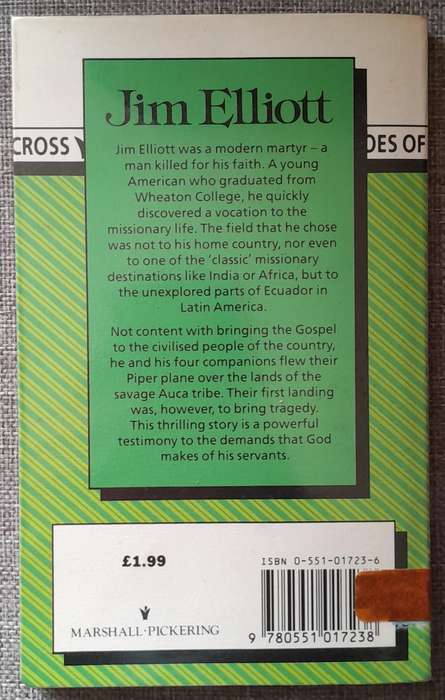 CROSS
DES OF
Jim Elliott
Jim Elliott was a modern martyr – a
man killed for his faith. A young
American who graduated from
Wheaton College, he quickly
discovered a vocation to the
missionary life. The field that he chose
was not to his home country, nor even
to one of the ‘classic’ missionary
destinations like India or Africa, but to
the unexplored parts of Ecuador in
Latin America.
Not content with bringing the Gospel
to the civilised people of the country,
he and his four companions flew their
Piper plane over the lands of the
savage Auca tribe. Their first landing
was, however, to bring tragedy.
This thrilling story is a powerful
testimony to the demands that God
makes of his servants.
£1.99
ISBN 0-551-01723-6
MARSHALL·PICKERING
9 780551 017238